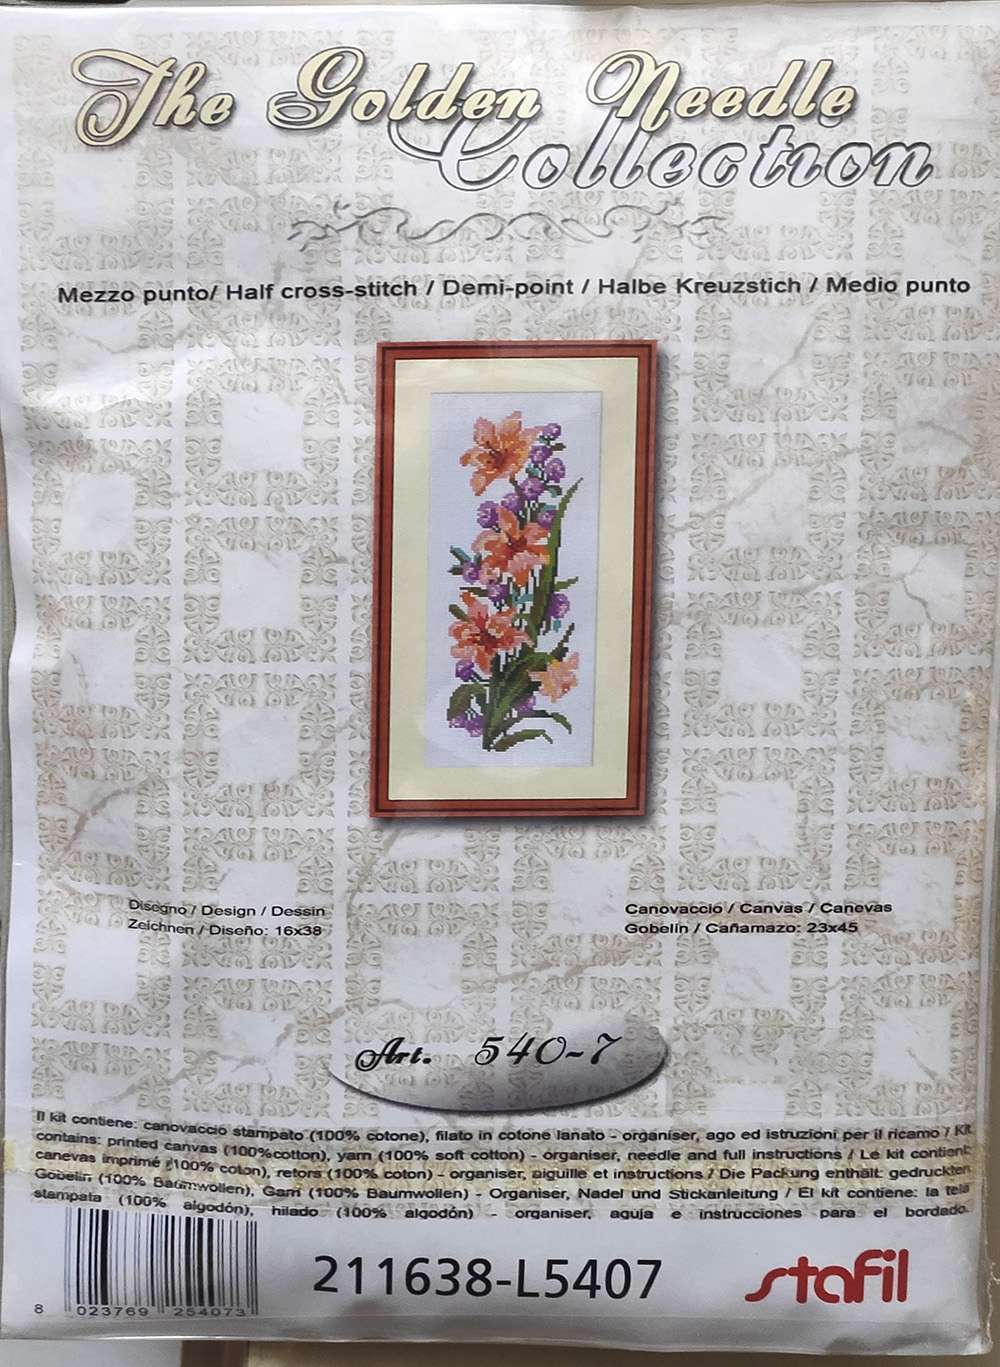 The Golden Needle
Collection
Mezzo punto/ Half cross-stitch / Demi-point / Halbe Kreuzstich / Medio punto
Disegno / Design / Dessin
Zeichnen / Diseño: 16x38
Canovaccio / Canvas / Canevas
Gobelin / Cañamazo: 23x45
Art. 540-7
Il kit contiene: canovaccio stampato (100% cotone), filato in cotone lanato - organiser, ago ed istruzioni per il ricamo / Kit
contains: printed canvas (100%cotton), yarn (100% soft cotton) - organiser, needle and full instructions / Le kit contient:
canevas imprimé (100% coton), retors (100% coton) - organiser, aiguille et instructions / Die Packung enthält: gedruckten
Gobelin (100% Baumwollen), Garn (100% Baumwollen) - Organiser, Nadel und Stickanleitung / El kit contiene: la tela
stampata (100% algodón), hilado (100% algodón) - organiser, aguja e instrucciones para el bordado.
8 023769 254073
211638-L5407
stafil